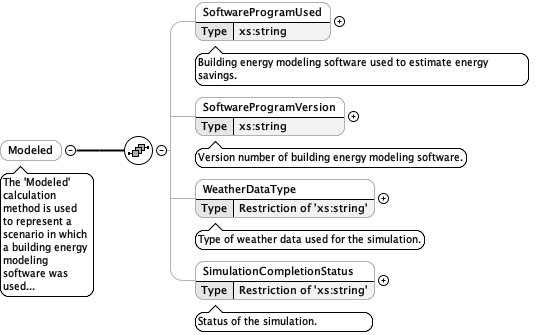 SoftwareProgramUsed
Type xs:string
Building energy modeling software used to estimate energy
savings.
SoftwareProgramVersion
Type xs:string
Version number of building energy modeling software.
Modeled
The 'Modeled'
calculation
method is used
to represent a
scenario in which
a building energy
modeling
software was
used...
WeatherDataType
Type Restriction of 'xs:string'
Type of weather data used for the simulation.
SimulationCompletionStatus
Type Restriction of 'xs:string'
Status of the simulation.